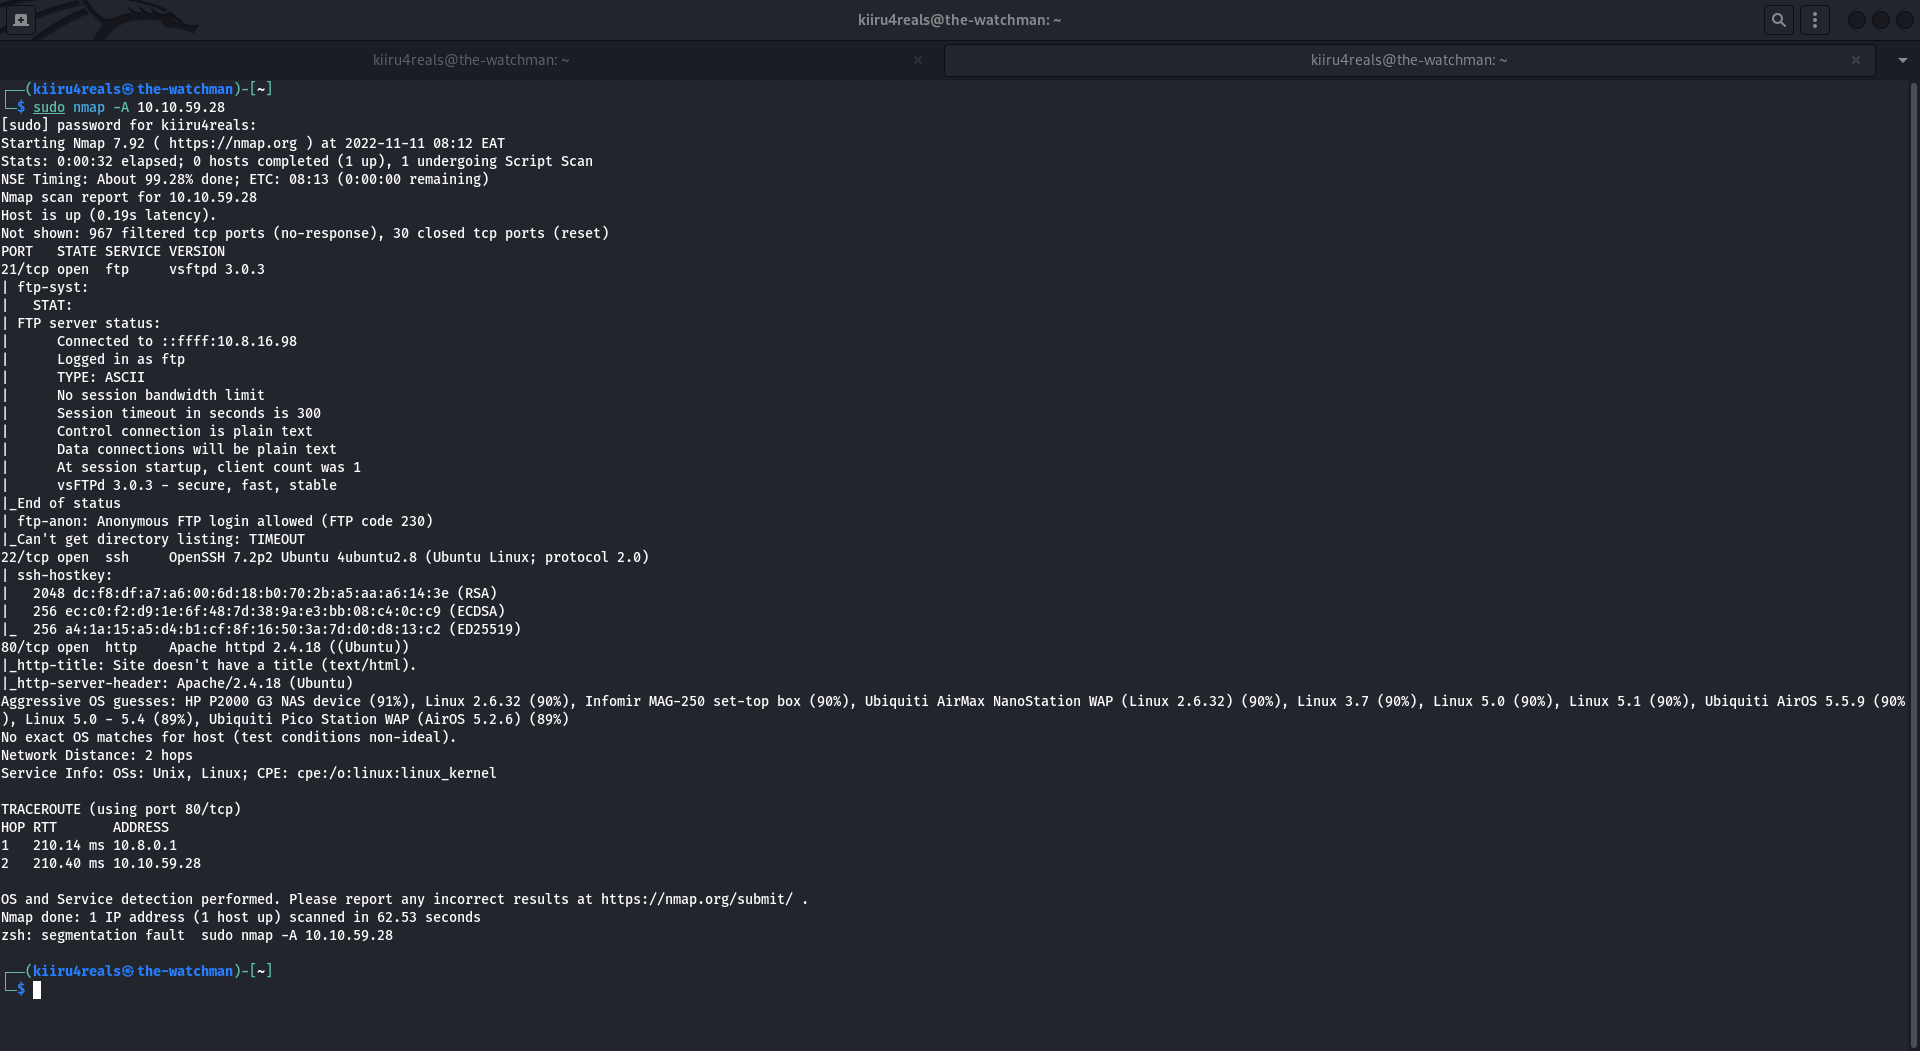 kiiru4reals@the-watchman: ~
kiiru4reals@the-watchman: ~
kiiru4reals@the-watchman: ~
┌──(kiiru4reals㉿the-watchman)-[~]
└─$ sudo nmap -A 10.10.59.28
[sudo] password for kiiru4reals:
Starting Nmap 7.92 ( https://nmap.org ) at 2022-11-11 08:12 EAT
Stats: 0:00:32 elapsed; 0 hosts completed (1 up), 1 undergoing Script Scan
NSE Timing: About 99.28% done; ETC: 08:13 (0:00:00 remaining)
Nmap scan report for 10.10.59.28
Host is up (0.19s latency).
Not shown: 967 filtered tcp ports (no-response), 30 closed tcp ports (reset)
PORT   STATE SERVICE VERSION
21/tcp open  ftp     vsftpd 3.0.3
| ftp-syst:
|   STAT:
| FTP server status:
|      Connected to ::ffff:10.8.16.98
|      Logged in as ftp
|      TYPE: ASCII
|      No session bandwidth limit
|      Session timeout in seconds is 300
|      Control connection is plain text
|      Data connections will be plain text
|      At session startup, client count was 1
|      vsFTPd 3.0.3 - secure, fast, stable
|_End of status
| ftp-anon: Anonymous FTP login allowed (FTP code 230)
|_Can't get directory listing: TIMEOUT
22/tcp open  ssh     OpenSSH 7.2p2 Ubuntu 4ubuntu2.8 (Ubuntu Linux; protocol 2.0)
| ssh-hostkey:
|   2048 dc:f8:df:a7:a6:00:6d:18:b0:70:2b:a5:aa:a6:14:3e (RSA)
|   256 ec:c0:f2:d9:1e:6f:48:7d:38:9a:e3:bb:08:c4:0c:c9 (ECDSA)
|_  256 a4:1a:15:a5:d4:b1:cf:8f:16:50:3a:7d:d0:d8:13:c2 (ED25519)
80/tcp open  http    Apache httpd 2.4.18 ((Ubuntu))
|_http-title: Site doesn't have a title (text/html).
|_http-server-header: Apache/2.4.18 (Ubuntu)
Aggressive OS guesses: HP P2000 G3 NAS device (91%), Linux 2.6.32 (90%), Infomir MAG-250 set-top box (90%), Ubiquiti AirMax NanoStation WAP (Linux 2.6.32) (90%), Linux 3.7 (90%), Linux 5.0 (90%), Linux 5.1 (90%), Ubiquiti AirOS 5.5.9 (90%
), Linux 5.0 - 5.4 (89%), Ubiquiti Pico Station WAP (AirOS 5.2.6) (89%)
No exact OS matches for host (test conditions non-ideal).
Network Distance: 2 hops
Service Info: OSs: Unix, Linux; CPE: cpe:/o:linux:linux_kernel
TRACEROUTE (using port 80/tcp)
HOP RTT       ADDRESS
1   210.14 ms 10.8.0.1
2   210.40 ms 10.10.59.28
OS and Service detection performed. Please report any incorrect results at https://nmap.org/submit/ .
Nmap done: 1 IP address (1 host up) scanned in 62.53 seconds
zsh: segmentation fault  sudo nmap -A 10.10.59.28
┌──(kiiru4reals㉿the-watchman)-[~]
└─$